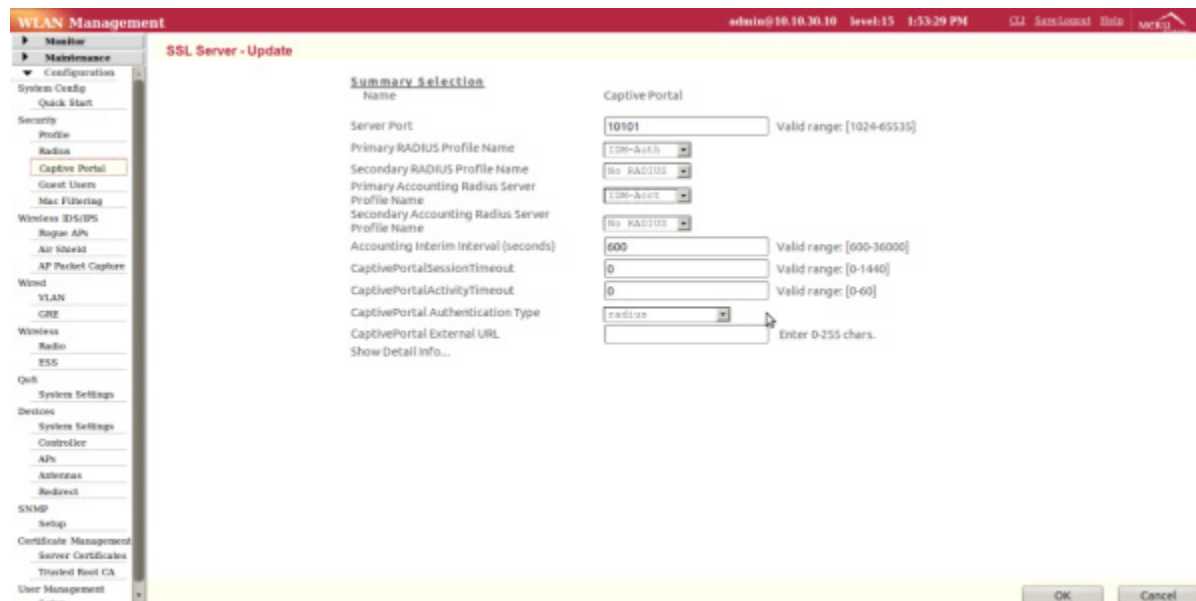 WLAN Management
admin@10.10.30.10 level:15 1:53:29 PM
CLI Save Logout Help
MERU
Monitor
Maintenance
Configuration
System Config
Quick Start
Security
Profile
Radius
Captive Portal
Guest Users
Mac Filtering
Wireless IDS/IPS
Rogue APs
Air Shield
AP Packet Capture
Wired
VLAN
GRE
Wireless
Radio
ESS
QoS
System Settings
Devices
System Settings
Controller
APs
Antennas
Redirect
SNMP
Setup
Certificate Management
Server Certificates
Trusted Root CA
User Management
SSL Server - Update
Summary Selection
Name Captive Portal
Server Port 10101 Valid range: [1024-65535]
Primary RADIUS Profile Name IDM-Auth
Secondary RADIUS Profile Name No RADIUS
Primary Accounting Radius Server
Profile Name IDM-Acct
Secondary Accounting Radius Server
Profile Name No RADIUS
Accounting Interim Interval (seconds) 600 Valid range: [600-36000]
CaptivePortalSessionTimeout 0 Valid range: [0-1440]
CaptivePortalActivityTimeout 0 Valid range: [0-60]
CaptivePortal Authentication Type radius
CaptivePortal External URL Enter 0-255 chars.
Show Detail Info...
OK Cancel